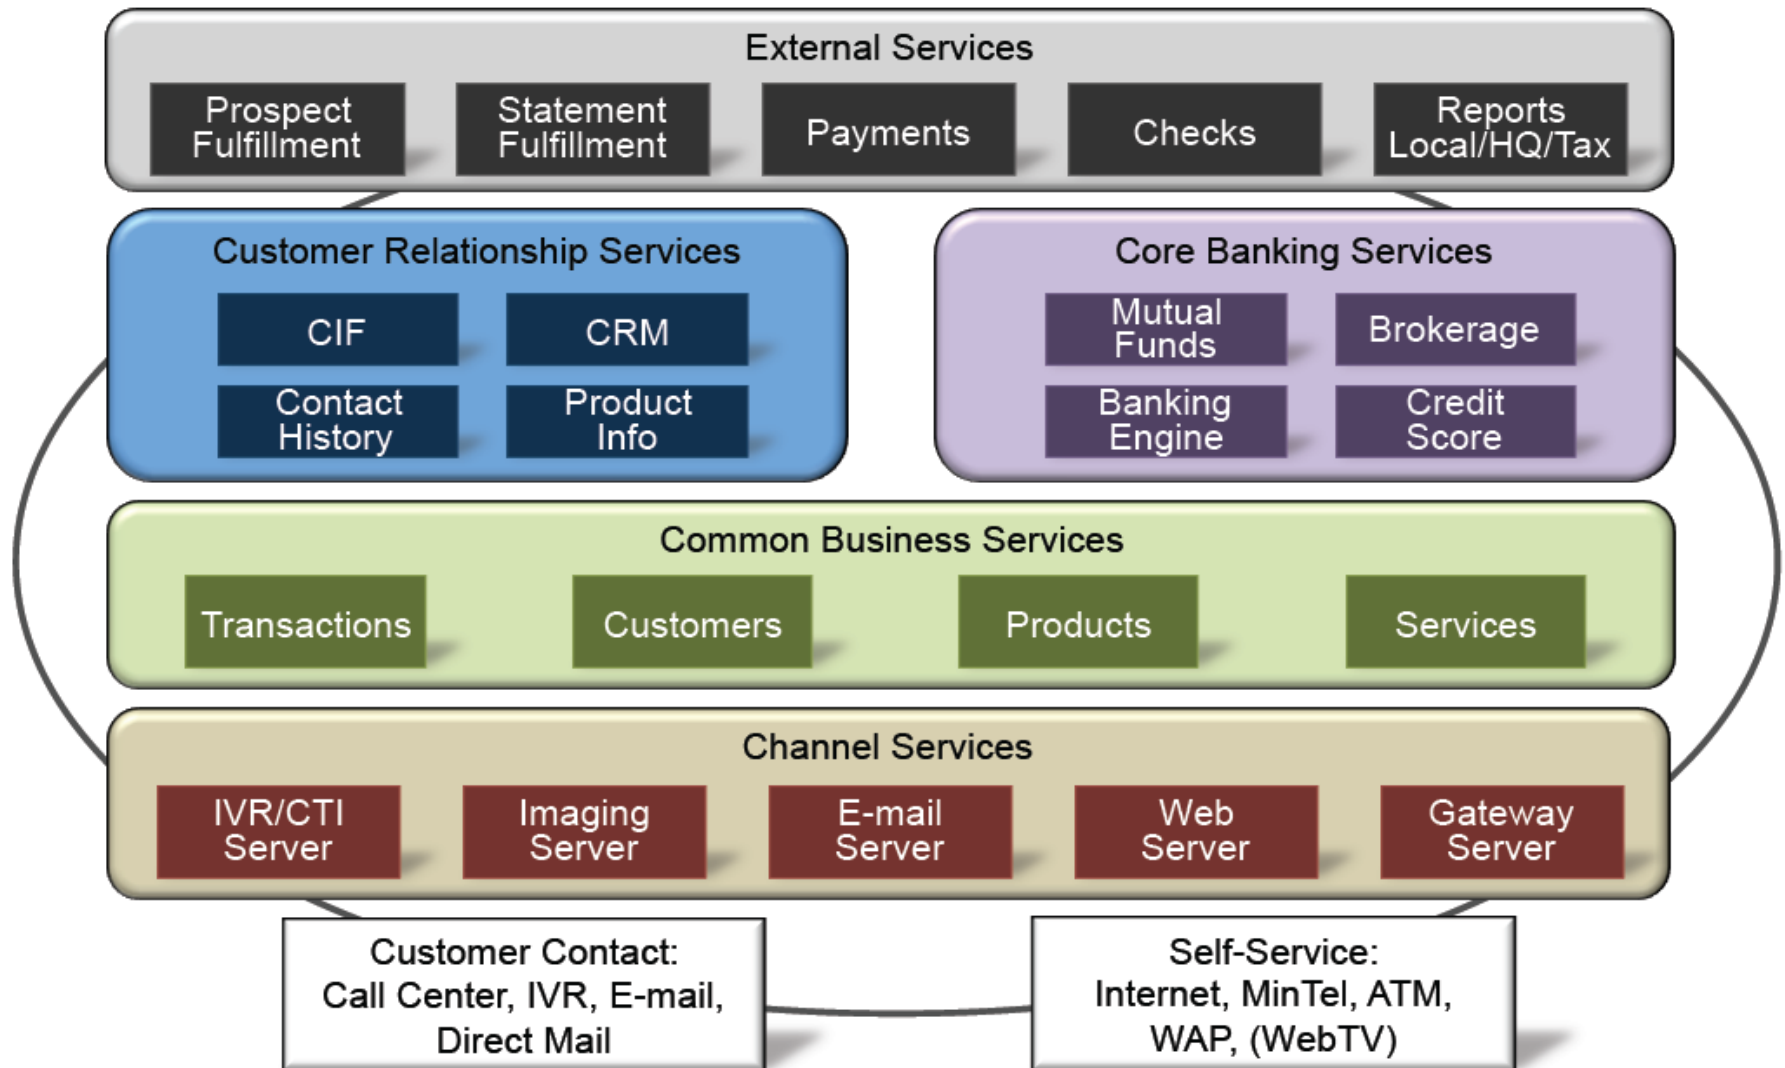 External Services
Prospect
Fulfillment
Statement
Fulfillment
Payments
Checks
Reports
Local/HQ/Tax
Customer Relationship Services
CIF
CRM
Contact
History
Product
Info
Core Banking Services
Mutual
Funds
Brokerage
Banking
Engine
Credit
Score
Common Business Services
Transactions
Customers
Products
Services
Channel Services
IVR/CTI
Server
Imaging
Server
E-mail
Server
Web
Server
Gateway
Server
Customer Contact:
Call Center, IVR, E-mail,
Direct Mail
Self-Service:
Internet, MinTel, ATM,
WAP, (WebTV)